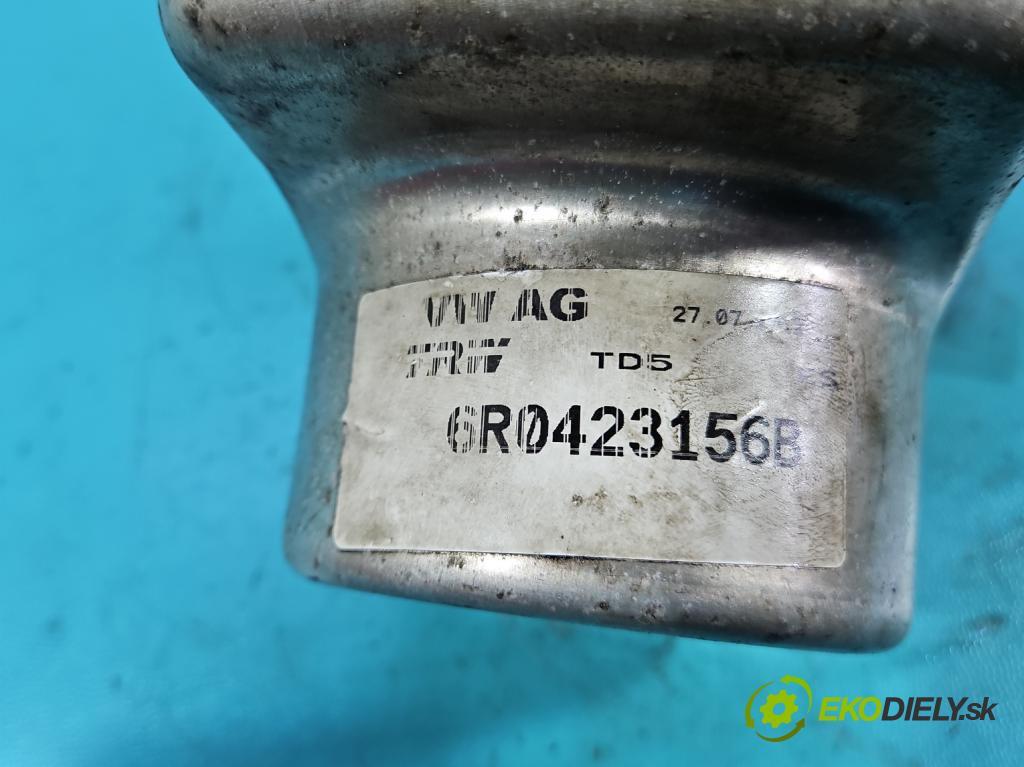 VW AG 27.07
TRW TD5
6R0423156B
EKODIELY.sk